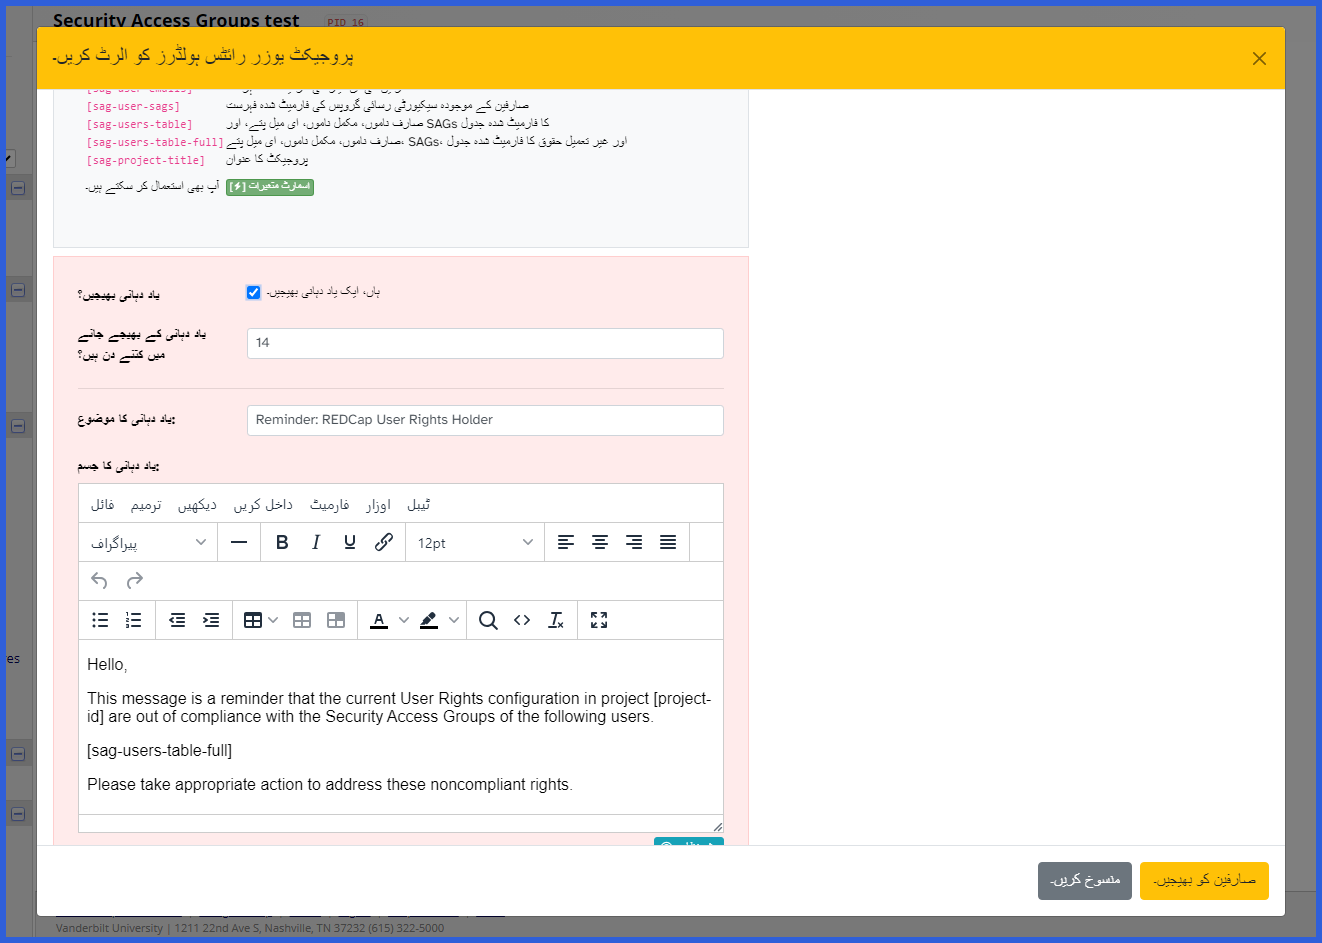 Security Access Groups test PID 16
پروجیکٹ یوزر رائٹس ہولڈرز کو الرٹ کریں۔
[sag-user-emails]
[sag-user-sags] صارفین کے موجودہ سیکیورٹی رسائی گروپس کی فارمیٹ شدہ فہرست
[sag-users-table] صارف ناموں، مکمل ناموں، ای میل پتے، اور SAGs کا فارمیٹ شدہ جدول
[sag-users-table-full] صارف ناموں، مکمل ناموں، ای میل پتے، SAGs، اور غیر تعمیل حقوق کا فارمیٹ شدہ جدول
[sag-project-title] پروجیکٹ کا عنوان
آپ بھی استعمال کر سکتے ہیں۔ [⚡] اسمارٹ متغیرات
یاد دہانی بھیجیں؟
ہاں، ایک یاد دہانی بھیجیں۔
یاد دہانی کے بھیجے جانے میں کتنے دن ہیں؟
14
یاد دہانی کا موضوع:
Reminder: REDCap User Rights Holder
یاد دہانی کا جسم:
فائل ترمیم دیکھیں داخل کریں فارمیٹ اوزار ٹیبل
پیراگراف
B I U
12pt
Hello,
This message is a reminder that the current User Rights configuration in project [project-
id] are out of compliance with the Security Access Groups of the following users.
[sag-users-table-full]
Please take appropriate action to address these noncompliant rights.
منسوخ کریں۔
صارفین کو بھیجیں۔
es
Vanderbilt University | 1211 22nd Ave S, Nashville, TN 37232 (615) 322-5000